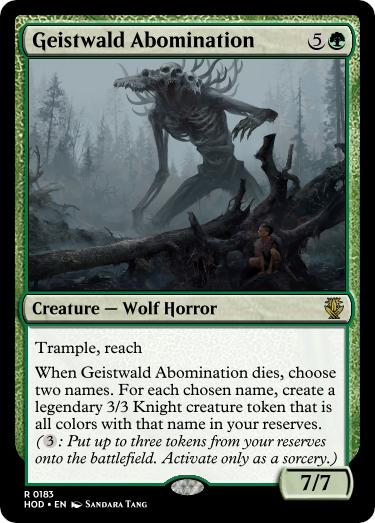 Geistwald Abomination 5
Creature — Wolf Horror
Trample, reach
When Geistwald Abomination dies, choose
two names. For each chosen name, create a
legendary 3/3 Knight creature token that is
all colors with that name in your reserves.
(3: Put up to three tokens from your reserves
onto the battlefield. Activate only as a sorcery.)
7/7
R 0183
HOD • EN Sandara Tang